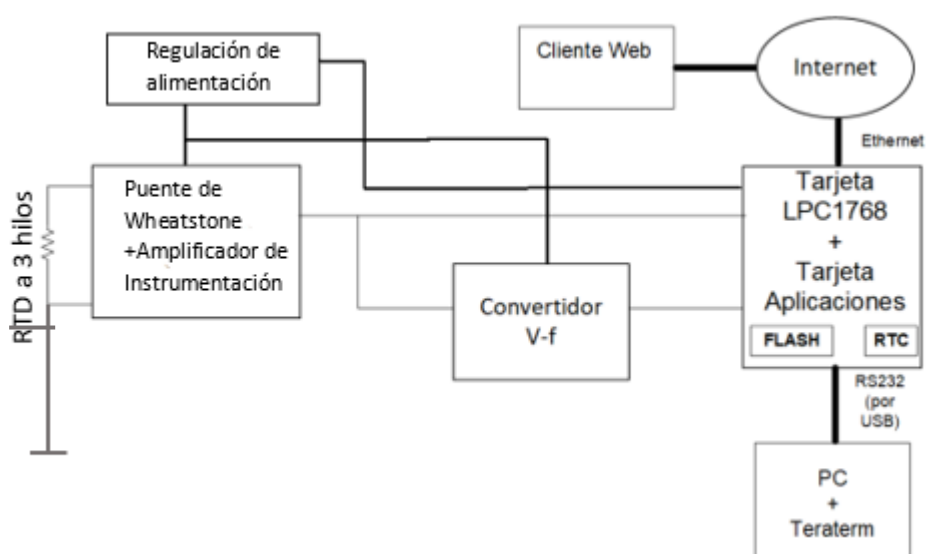 Regulación de
alimentación
Cliente Web
Internet
Ethernet
RTD a 3 hilos
Puente de
Wheatstone
+Amplificador de
Instrumentación
Convertidor
V-f
Tarjeta
LPC1768
+
Tarjeta
Aplicaciones
FLASH
RTC
RS232
(por
USB)
PC
+
Teraterm